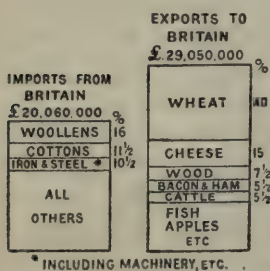 IMPORTS FROM
BRITAIN
£20,060,000 %
WOOLLENS 16
COTTONS 11½
IRON & STEEL * 10½
ALL
OTHERS
EXPORTS TO
BRITAIN
£.29,050,000
%
WHEAT 40
CHEESE 15
WOOD 7½
BACON & HAM 5½
CATTLE 5½
FISH
APPLES
ETC
* INCLUDING MACHINERY, ETC.